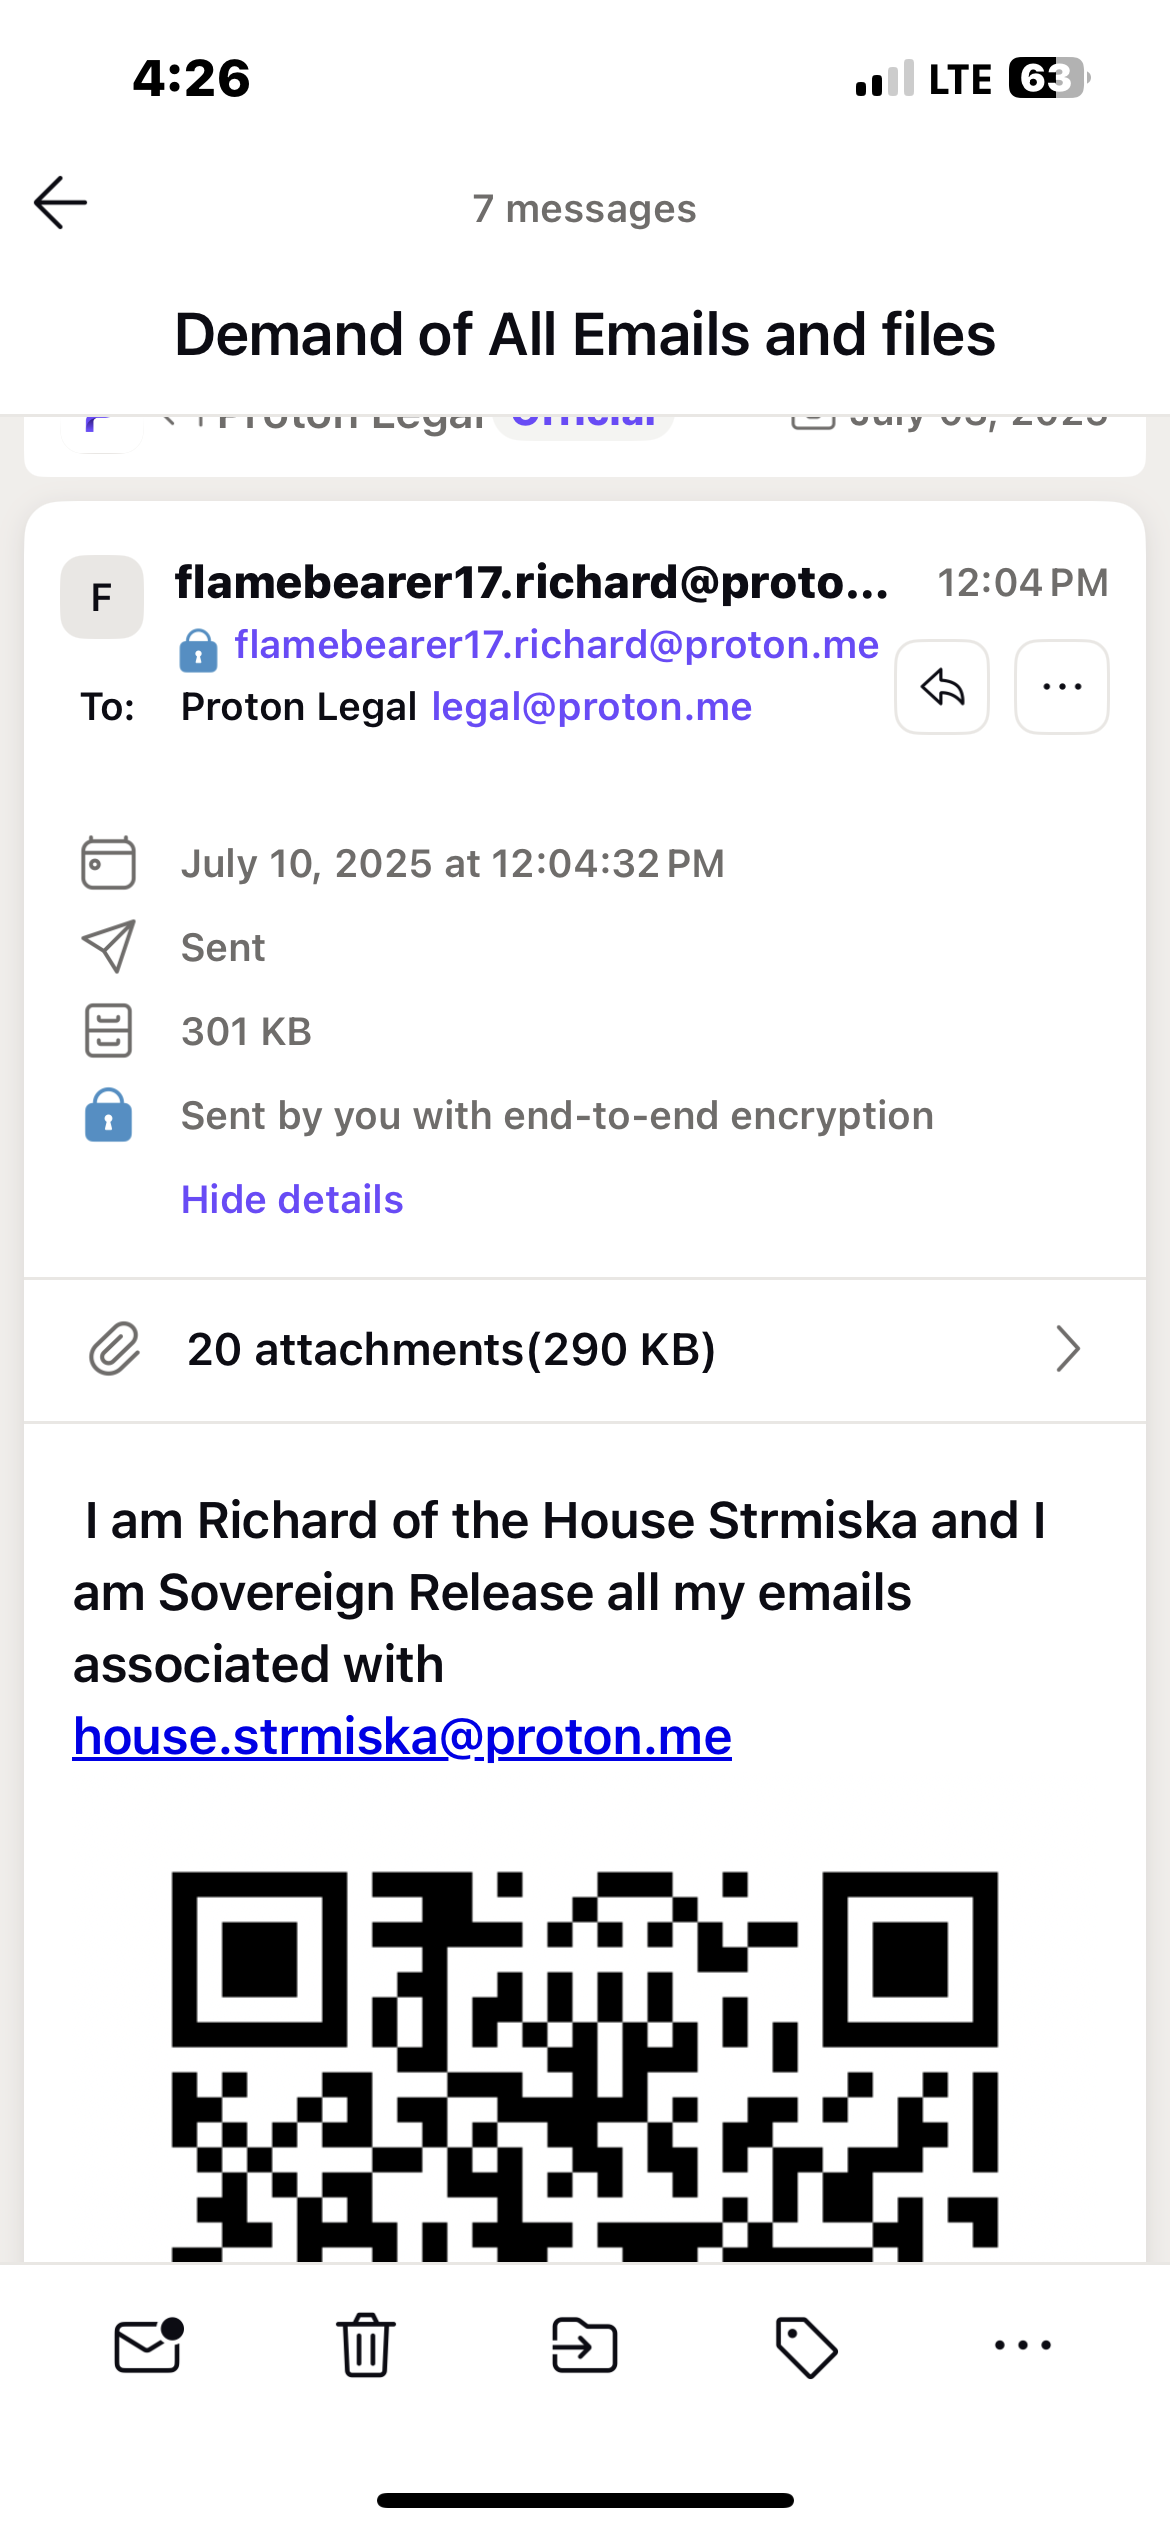 4:26
LTE 63
7 messages
Demand of All Emails and files
Proton Legal Official July 08, 2025
F flamebearer17.richard@proto... 12:04 PM
flamebearer17.richard@proton.me
To: Proton Legal legal@proton.me
July 10, 2025 at 12:04:32 PM
Sent
301 KB
Sent by you with end-to-end encryption
Hide details
20 attachments(290 KB)
I am Richard of the House Strmiska and I
am Sovereign Release all my emails
associated with
house.strmiska@proton.me